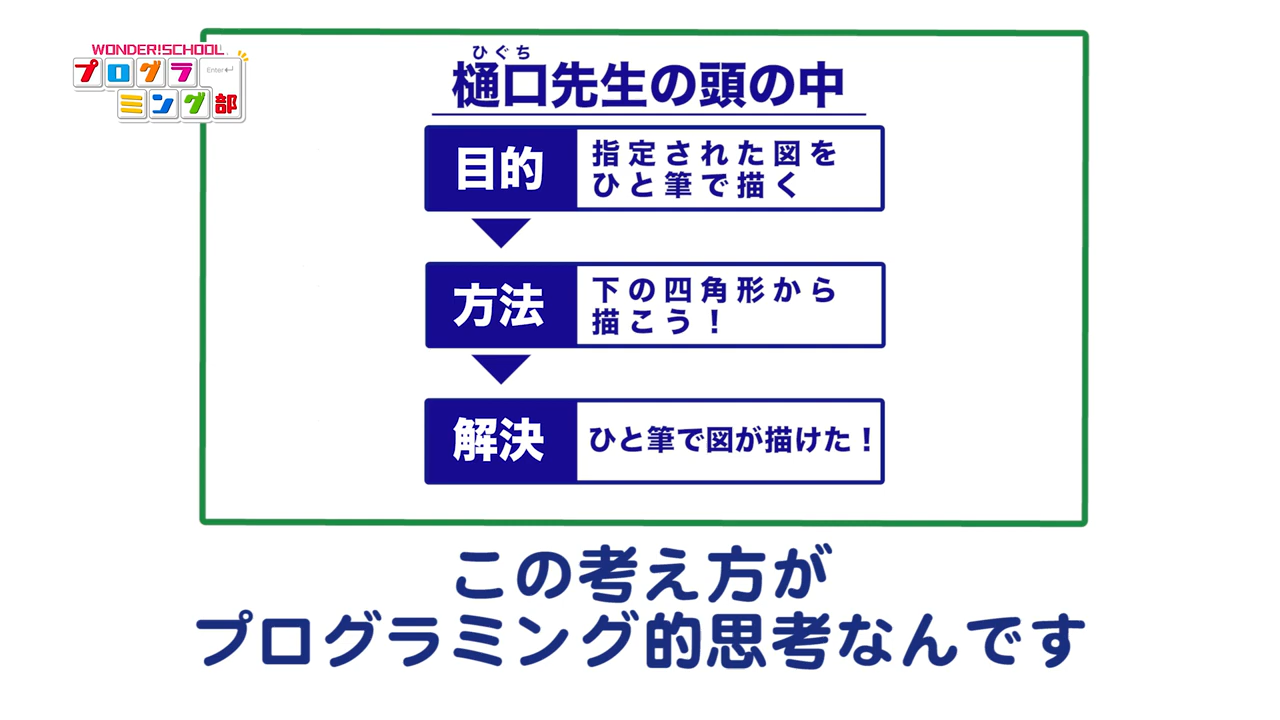 WONDER!SCHOOL
プログラ
Enter
ミング部
ひぐち
樋口先生の頭の中
目的
指定された図を
ひと筆で描く
方法
下の四角形から
描こう！
解決
ひと筆で図が描けた！
この考え方が
プログラミング的思考なんです